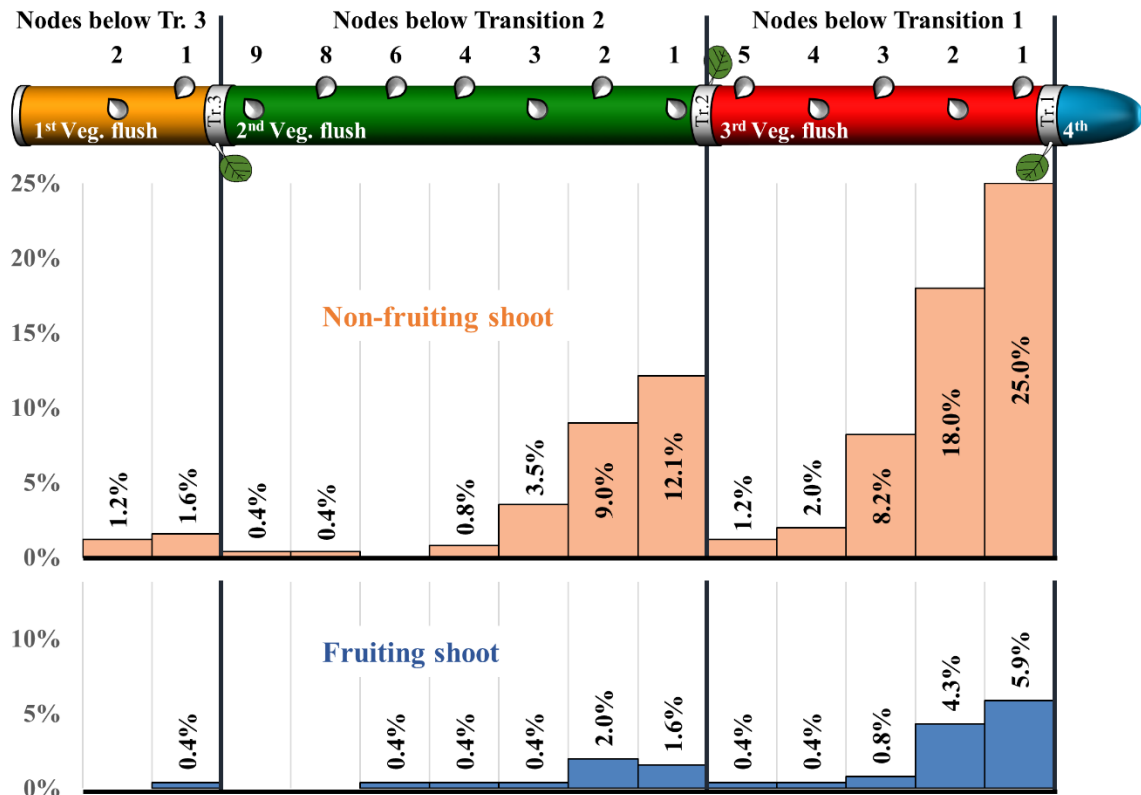 Nodes below Tr. 3 Nodes below Transition 2 Nodes below Transition 1
2 1 9 8 6 4 3 2 1 5 4 3 2 1
1st Veg. flush Tr.3 2nd Veg. flush Tr.2 3rd Veg. flush Tr.1 4th
25%
20%
15%
10%
5%
0%
Non-fruiting shoot
1.2% 1.6% 0.4% 0.4% 0.8% 3.5% 9.0% 12.1% 1.2% 2.0% 8.2% 18.0% 25.0%
10%
5%
0%
Fruiting shoot
0.4% 0.4% 0.4% 0.4% 2.0% 1.6% 0.4% 0.4% 0.8% 4.3% 5.9%